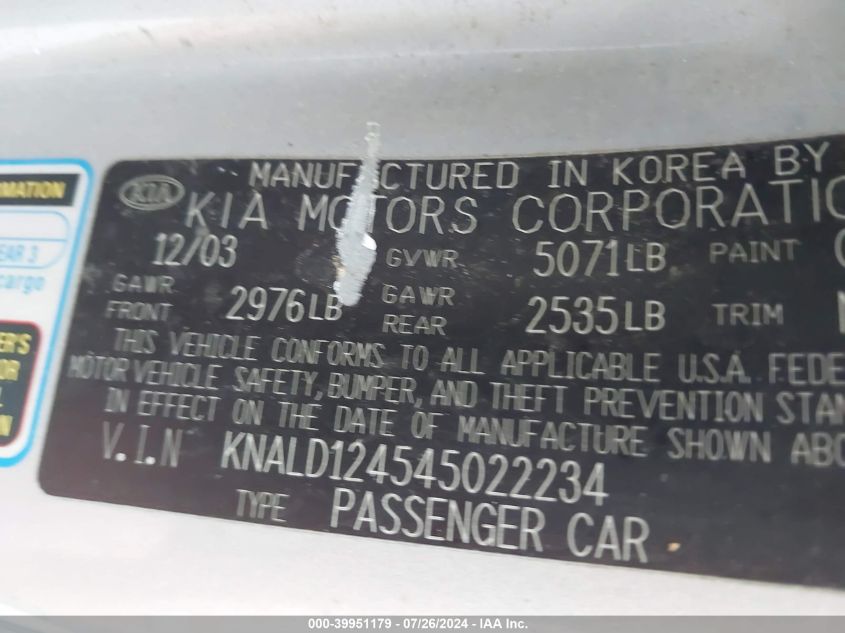 MANUFACTURED IN KOREA BY
KIA KIA MOTORS CORPORATIO
12/03 GVWR 5071LB PAINT
GAWR FRONT 2976LB GAWR REAR 2535LB TRIM
THIS VEHICLE CONFORMS TO ALL APPLICABLE U.S.A. FEDE
MOTOR VEHICLE SAFETY, BUMPER, AND THEFT PREVENTION STAN
IN EFFECT ON THE DATE OF MANUFACTURE SHOWN ABO
V.I.N KNALD124545022234
TYPE PASSENGER CAR
RMATION
EAR 3
cargo
ER'S
OR
L
N
000-39951179 - 07/26/2024 - IAA Inc.